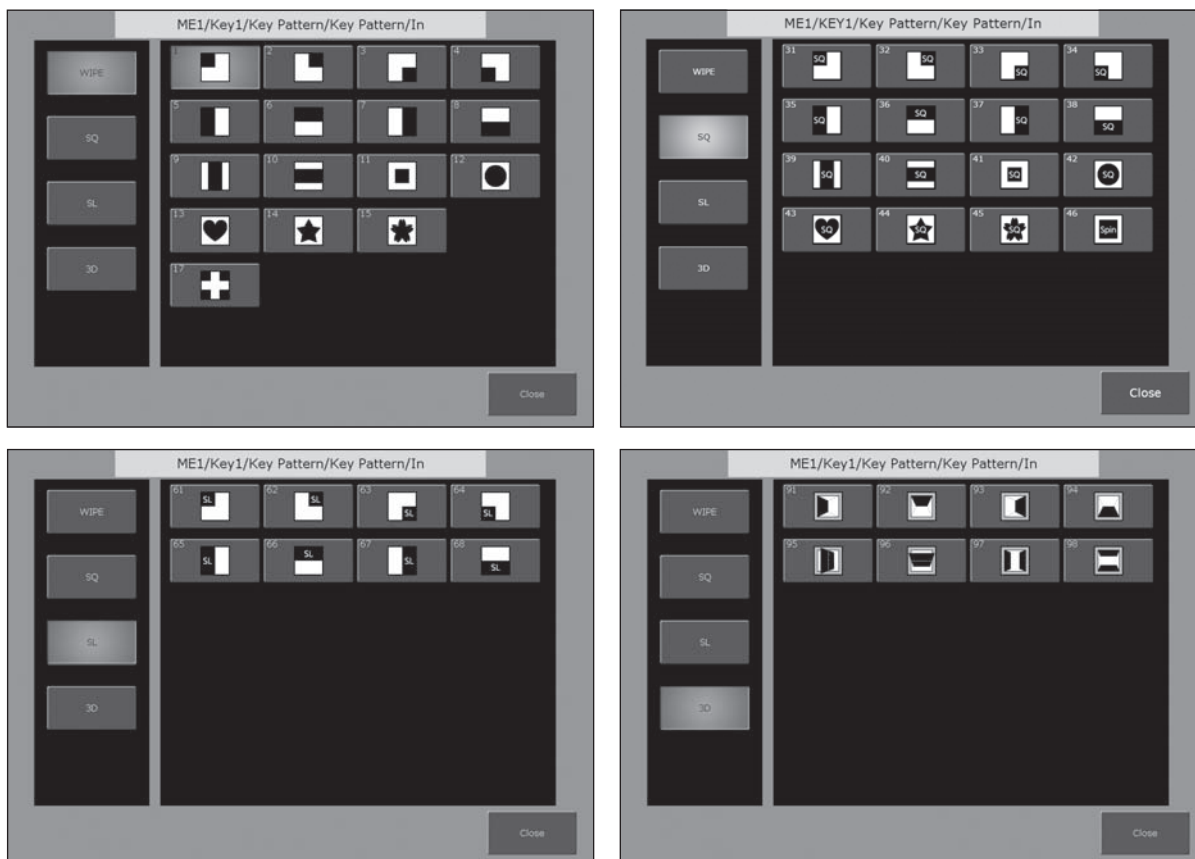 ME1/Key1/Key Pattern/Key Pattern/In
WIPE
SQ
SL
3D
1 2 3 4
5 6 7 8
9 10 11 12
13 14 15
17
Close
ME1/KEY1/Key Pattern/Key Pattern/In
WIPE
SQ
SL
3D
31 SQ 32 SQ 33 SQ 34 SQ
35 SQ 36 SQ 37 SQ 38 SQ
39 SQ 40 SQ 41 SQ 42 SQ
43 SQ 44 SQ 45 SQ 46 Spin
Close
ME1/Key1/Key Pattern/Key Pattern/In
WIPE
SQ
SL
3D
61 SL 62 SL 63 SL 64 SL
65 SL 66 SL 67 SL 68 SL
Close
ME1/Key1/Key Pattern/Key Pattern/In
WIPE
SQ
SL
3D
91 92 93 94
95 96 97 98
Close